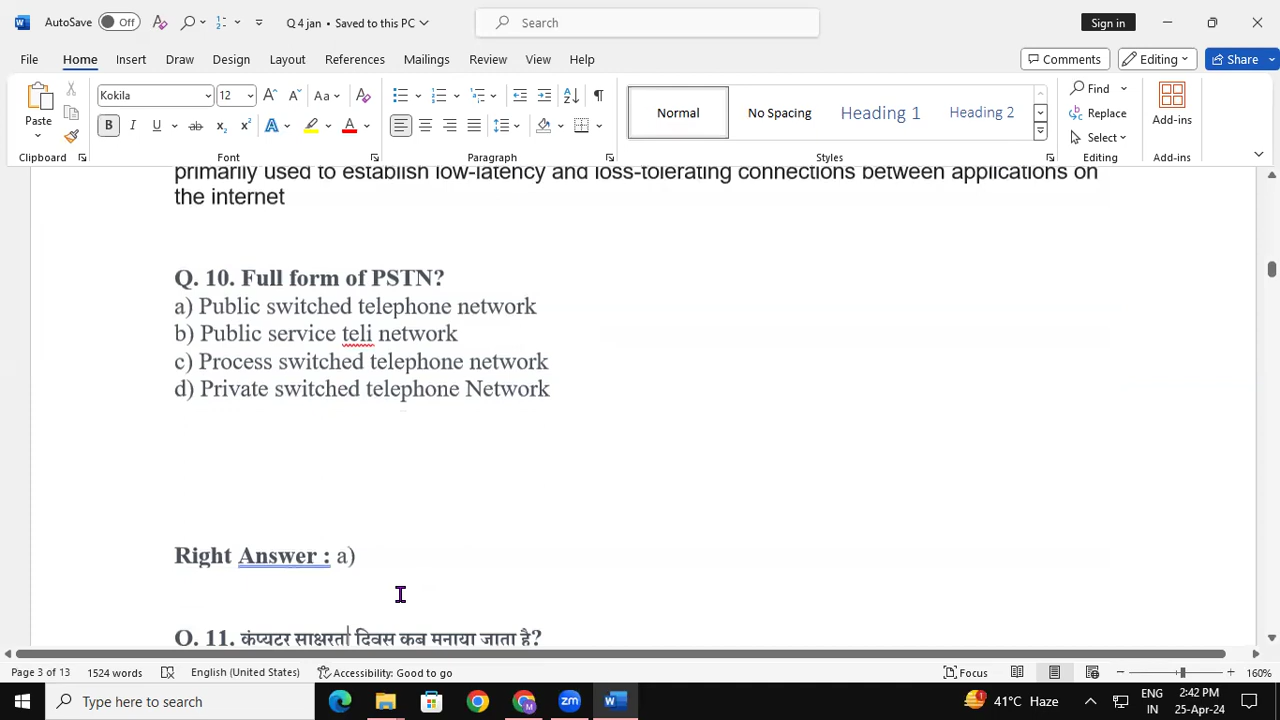 AutoSave Off Q 4 jan • Saved to this PC Search Sign in
File Home Insert Draw Design Layout References Mailings Review View Help Comments Editing Share
Paste Kokila 12 Aa Normal No Spacing Heading 1 Heading 2 Find Replace Select Add-ins
Clipboard Font Paragraph Styles Editing Add-ins
primarily used to establish low-latency and loss-tolerating connections between applications on
the internet
Q. 10. Full form of PSTN?
a) Public switched telephone network
b) Public service teli network
c) Process switched telephone network
d) Private switched telephone Network
Right Answer : a)
Q. 11. कंप्यूटर साक्षरता दिवस कब मनाया जाता है?
Page 3 of 13 1524 words English (United States) Accessibility: Good to go Focus 160%
Type here to search 41°C Haze ENG IN 2:42 PM 25-Apr-24